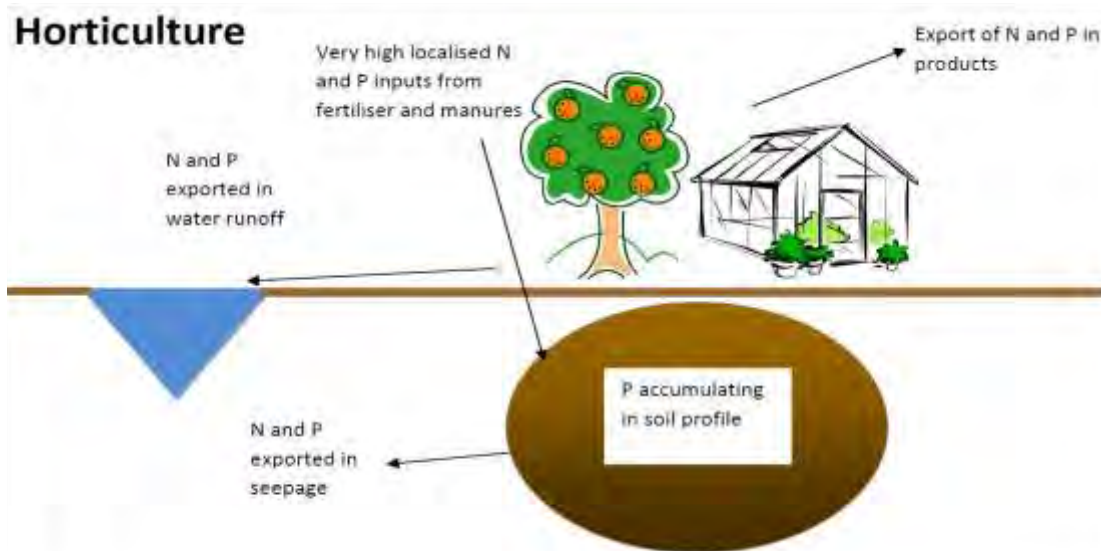 Horticulture
Very high localised N
and P inputs from
fertiliser and manures
Export of N and P in
products
N and P
exported in
water runoff
P accumulating
in soil profile
N and P
exported in
seepage